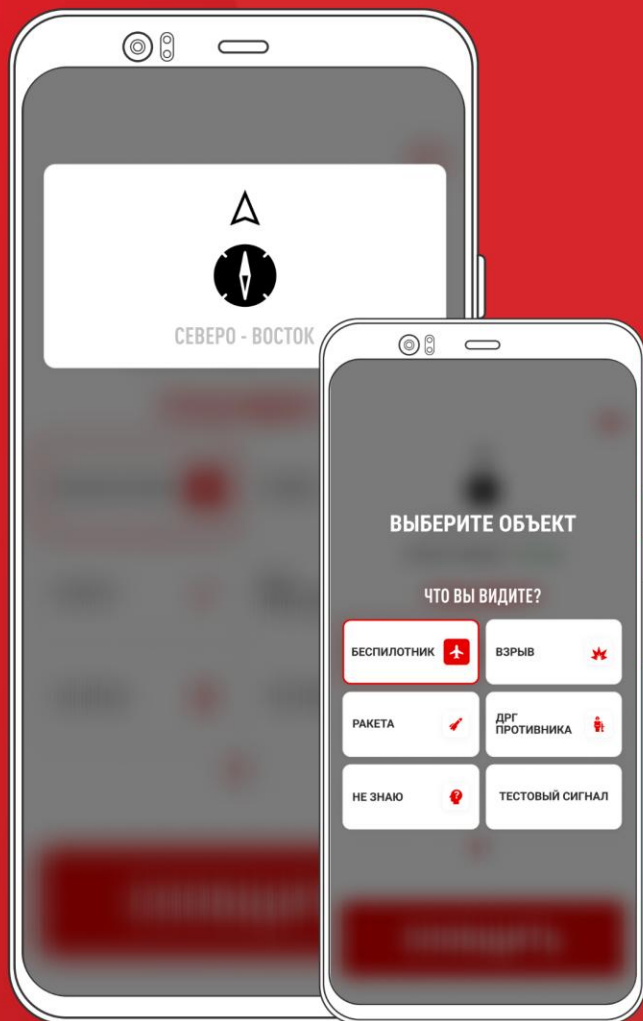 СЕВЕРО - ВОСТОК
ВЫБЕРИТЕ ОБЪЕКТ
ЧТО ВЫ ВИДИТЕ?
БЕСПИЛОТНИК
ВЗРЫВ
РАКЕТА
ДРГ
ПРОТИВНИКА
НЕ ЗНАЮ
ТЕСТОВЫЙ СИГНАЛ